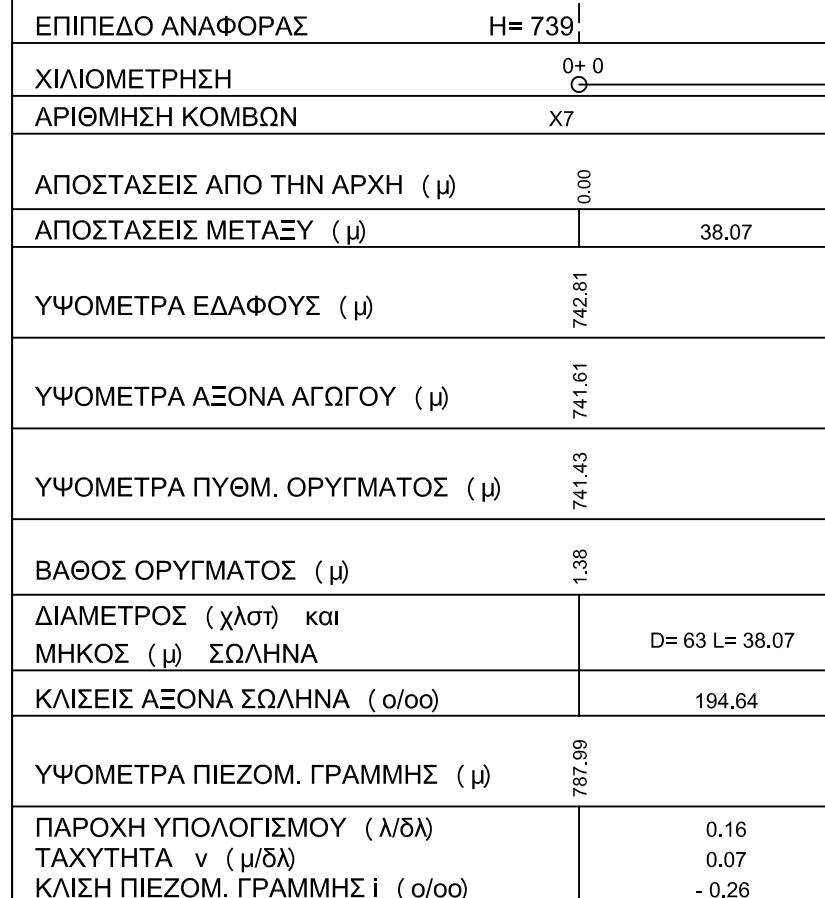 ΕΠΙΠΕΔΟ ΑΝΑΦΟΡΑΣ H= 739
ΧΙΛΙΟΜΕΤΡΗΣΗ 0+ 0
ΑΡΙΘΜΗΣΗ ΚΟΜΒΩΝ X7
ΑΠΟΣΤΑΣΕΙΣ ΑΠΟ ΤΗΝ ΑΡΧΗ (μ) 0.00
ΑΠΟΣΤΑΣΕΙΣ ΜΕΤΑΞΥ (μ) 38.07
ΥΨΟΜΕΤΡΑ ΕΔΑΦΟΥΣ (μ) 742.81
ΥΨΟΜΕΤΡΑ ΑΞΟΝΑ ΑΓΩΓΟΥ (μ) 741.61
ΥΨΟΜΕΤΡΑ ΠΥΘΜ. ΟΡΥΓΜΑΤΟΣ (μ) 741.43
ΒΑΘΟΣ ΟΡΥΓΜΑΤΟΣ (μ) 1.38
ΔΙΑΜΕΤΡΟΣ (χλστ) και
ΜΗΚΟΣ (μ) ΣΩΛΗΝΑ D= 63 L= 38.07
ΚΛΙΣΕΙΣ ΑΞΟΝΑ ΣΩΛΗΝΑ (ο/οο) 194.64
ΥΨΟΜΕΤΡΑ ΠΙΕΖΟΜ. ΓΡΑΜΜΗΣ (μ) 787.99
ΠΑΡΟΧΗ ΥΠΟΛΟΓΙΣΜΟΥ (λ/δλ) 0.16
ΤΑΧΥΤΗΤΑ v (μ/δλ) 0.07
ΚΛΙΣΗ ΠΙΕΖΟΜ. ΓΡΑΜΜΗΣ i (ο/οο) - 0.26